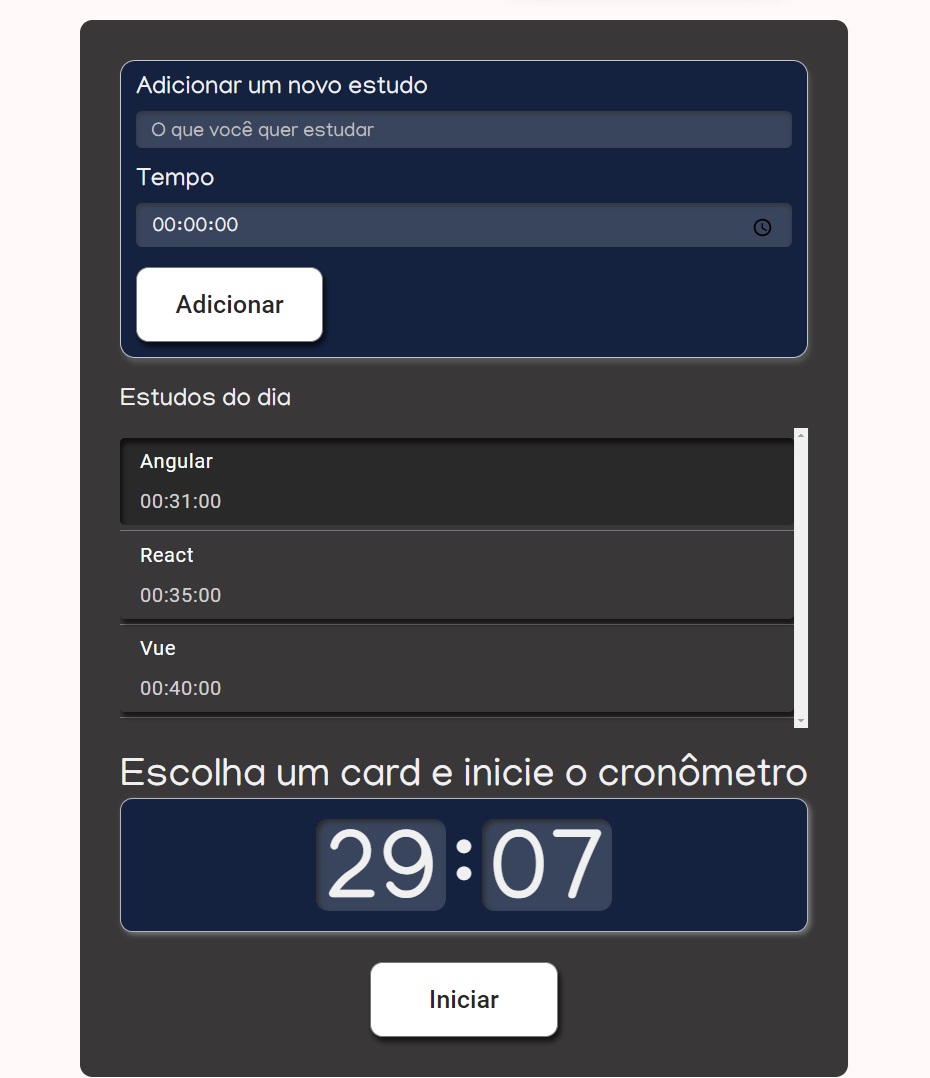 Adicionar um novo estudo
O que você quer estudar
Tempo
00:00:00
Adicionar
Estudos do dia
Angular
00:31:00
React
00:35:00
Vue
00:40:00
Escolha um card e inicie o cronômetro
29:07
Iniciar